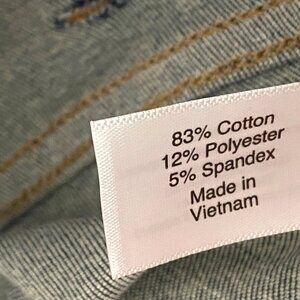 83% Cotton
12% Polyester
5% Spandex
Made in
Vietnam